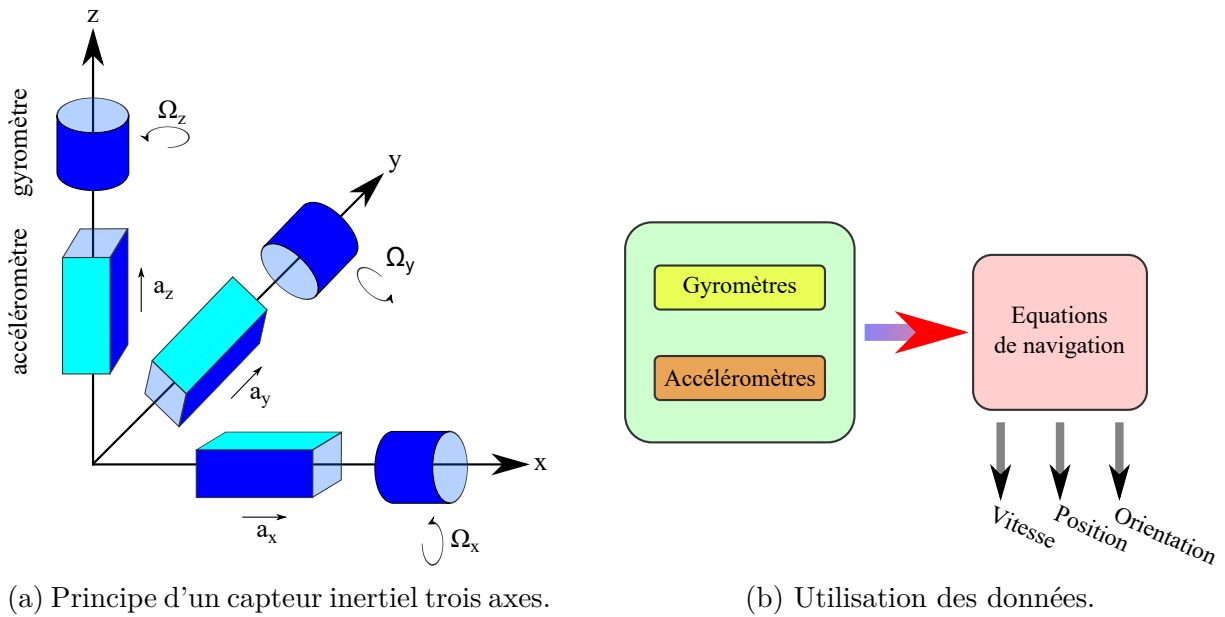 z
gyromètre
Ωz
y
accéléromètre
Ωy
az
ay
x
ax
Ωx
Gyromètres
Accéléromètres
Equations
de navigation
Vitesse
Position
Orientation
(a) Principe d'un capteur inertiel trois axes.
(b) Utilisation des données.